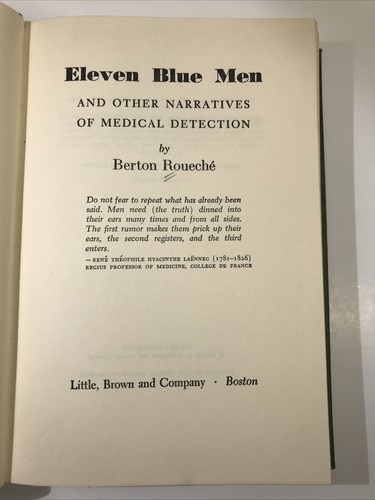 Eleven Blue Men
AND OTHER NARRATIVES
OF MEDICAL DETECTION
by
Berton Roueché
Do not fear to repeat what has already been
said. Men need (the truth) dinned into
their ears many times and from all sides.
The first rumor makes them prick up their
ears, the second registers, and the third
enters.
—RENÉ THÉOPHILE HYACINTHE LAËNNEC (1781–1826)
REGIUS PROFESSOR OF MEDICINE, COLLEGE DE FRANCE
Little, Brown and Company · Boston